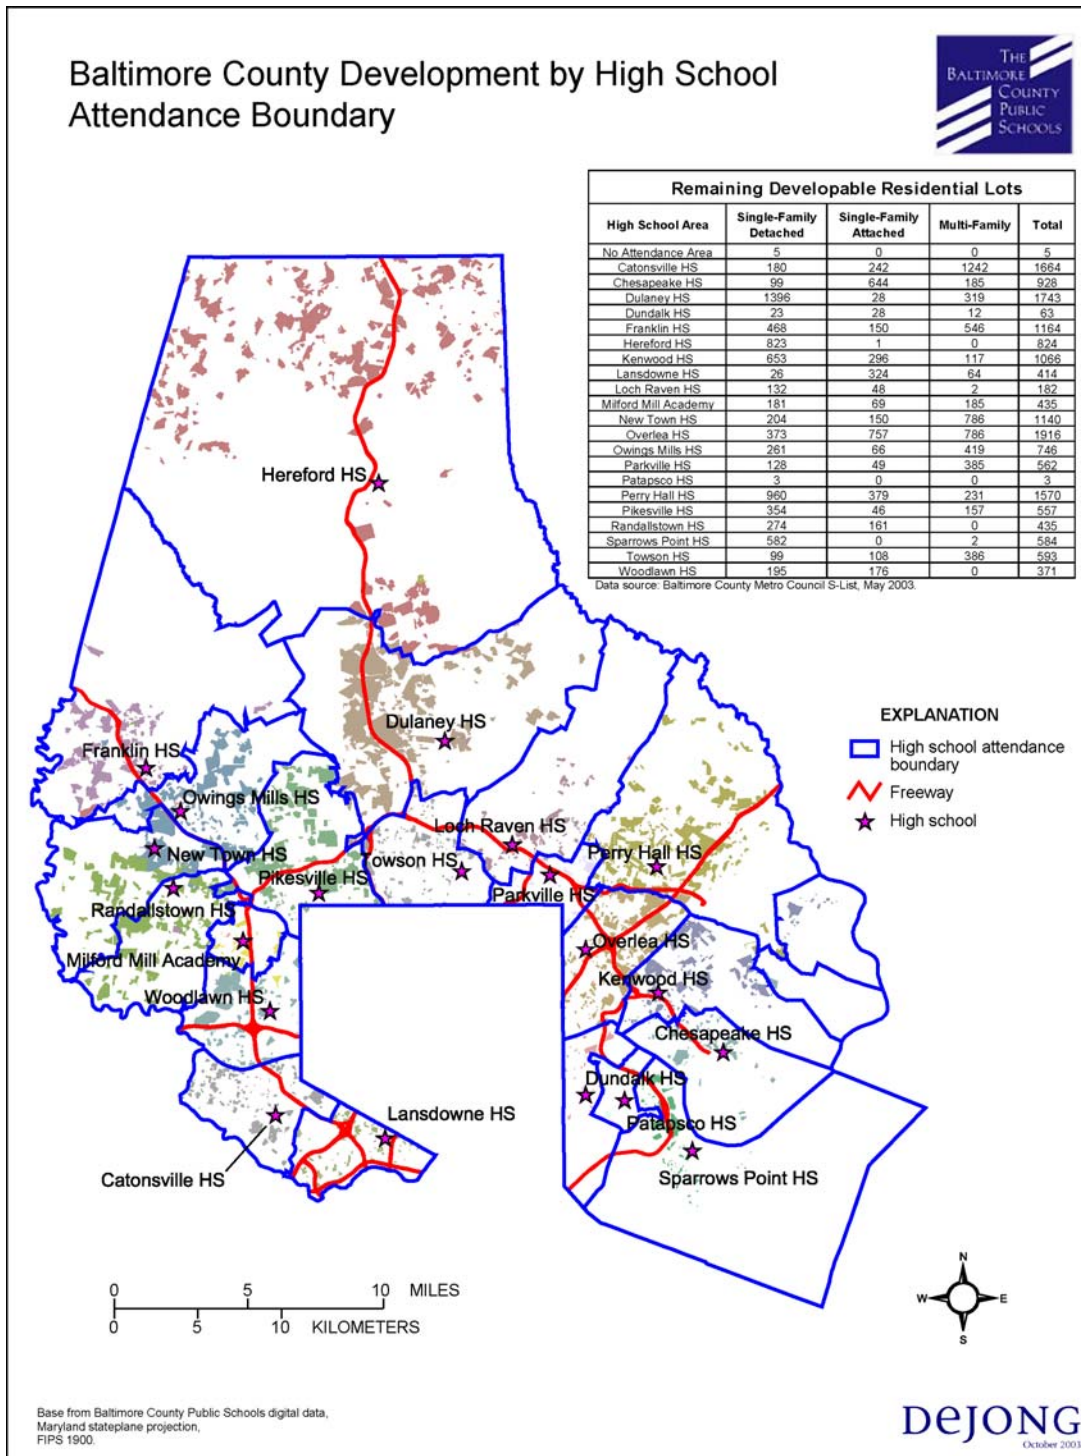 Baltimore County Development by High School
Attendance Boundary
THE
BALTIMORE
COUNTY
PUBLIC
SCHOOLS
Remaining Developable Residential Lots
High School Area Single-Family Detached Single-Family Attached Multi-Family Total
No Attendance Area 5 0 0 5
Catonsville HS 180 242 1242 1664
Chesapeake HS 99 644 185 928
Dulaney HS 1396 28 319 1743
Dundalk HS 23 28 12 63
Franklin HS 468 150 546 1164
Hereford HS 823 1 0 824
Kenwood HS 653 296 117 1066
Lansdowne HS 26 324 64 414
Loch Raven HS 132 48 2 182
Milford Mill Academy 181 69 185 435
New Town HS 204 150 786 1140
Overlea HS 373 757 786 1916
Owings Mills HS 261 66 419 746
Parkville HS 128 49 385 562
Patapsco HS 3 0 0 3
Perry Hall HS 960 379 231 1570
Pikesville HS 354 46 157 557
Randallstown HS 274 161 0 435
Sparrows Point HS 582 0 2 584
Towson HS 99 108 386 593
Woodlawn HS 195 176 0 371
Data source: Baltimore County Metro Council S-List, May 2003.
Hereford HS
Dulaney HS
Franklin HS
Owings Mills HS
New Town HS
Loch Raven HS
Towson HS
Perry Hall HS
Pikesville HS
Parkville HS
Randallstown HS
Overlea HS
Milford Mill Academy
Kenwood HS
Woodlawn HS
Chesapeake HS
Dundalk HS
Lansdowne HS
Patapsco HS
Catonsville HS
Sparrows Point HS
EXPLANATION
High school attendance
boundary
Freeway
High school
0 5 10 MILES
0 5 10 KILOMETERS
N
W E
S
Base from Baltimore County Public Schools digital data,
Maryland stateplane projection,
FIPS 1900.
DeJONG
October 2003